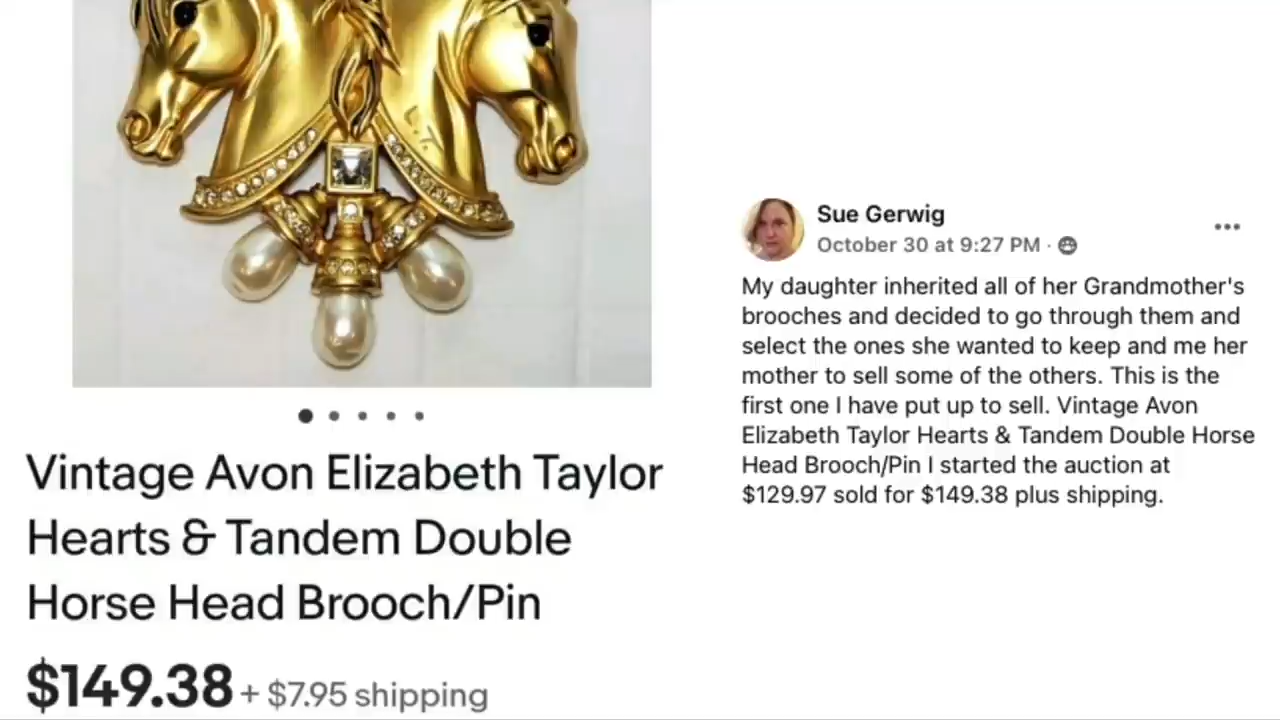 Vintage Avon Elizabeth Taylor
Hearts & Tandem Double
Horse Head Brooch/Pin
$149.38 + $7.95 shipping
Sue Gerwig
October 30 at 9:27 PM ·
My daughter inherited all of her Grandmother's
brooches and decided to go through them and
select the ones she wanted to keep and me her
mother to sell some of the others. This is the
first one I have put up to sell. Vintage Avon
Elizabeth Taylor Hearts & Tandem Double Horse
Head Brooch/Pin I started the auction at
$129.97 sold for $149.38 plus shipping.